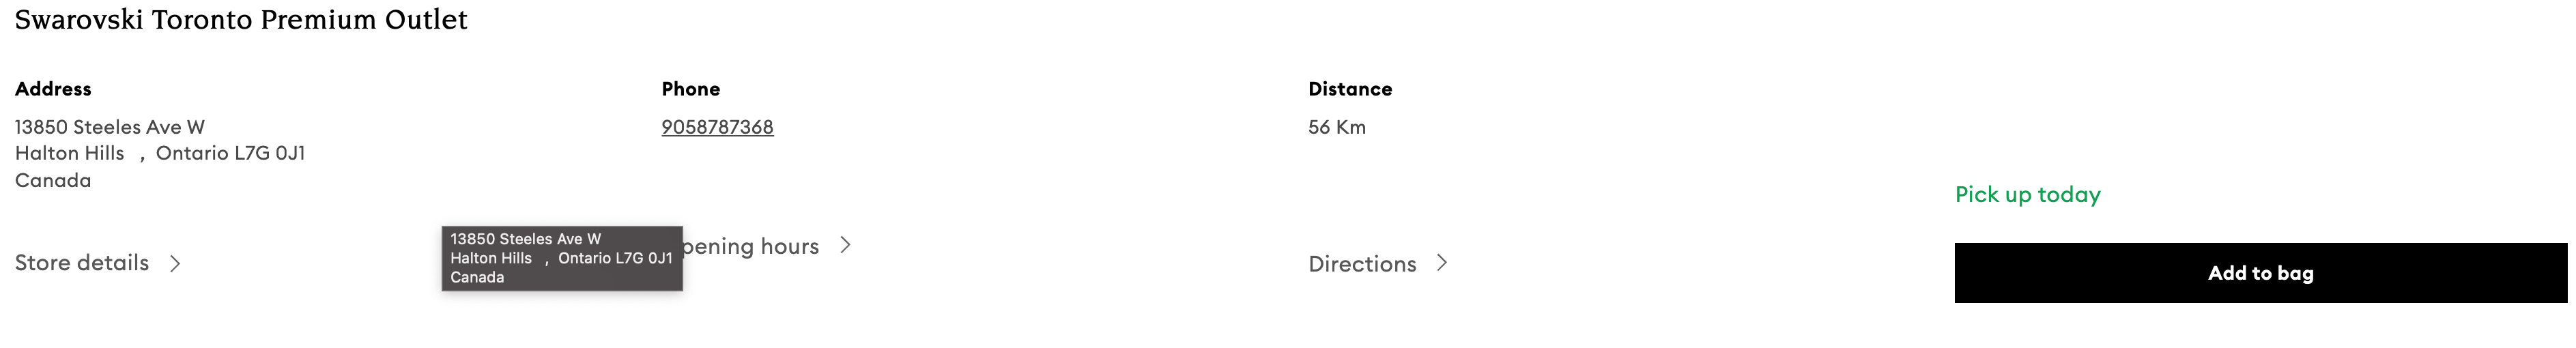 Swarovski Toronto Premium Outlet
Address
13850 Steeles Ave W
Halton Hills , Ontario L7G 0J1
Canada
Store details
Phone
9058787368
pening hours
13850 Steeles Ave W
Halton Hills , Ontario L7G 0J1
Canada
Distance
56 Km
Directions
Pick up today
Add to bag